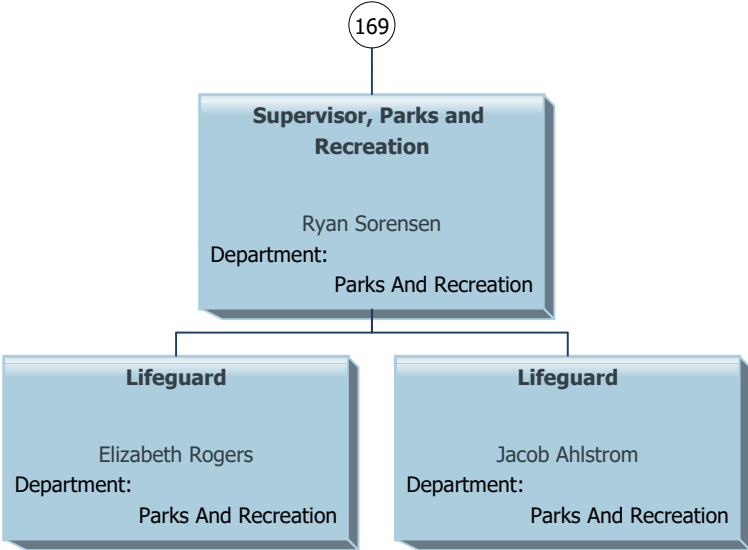 169
Supervisor, Parks and
Recreation
Ryan Sorensen
Department:
Parks And Recreation
Lifeguard
Elizabeth Rogers
Department:
Parks And Recreation
Lifeguard
Jacob Ahlstrom
Department:
Parks And Recreation